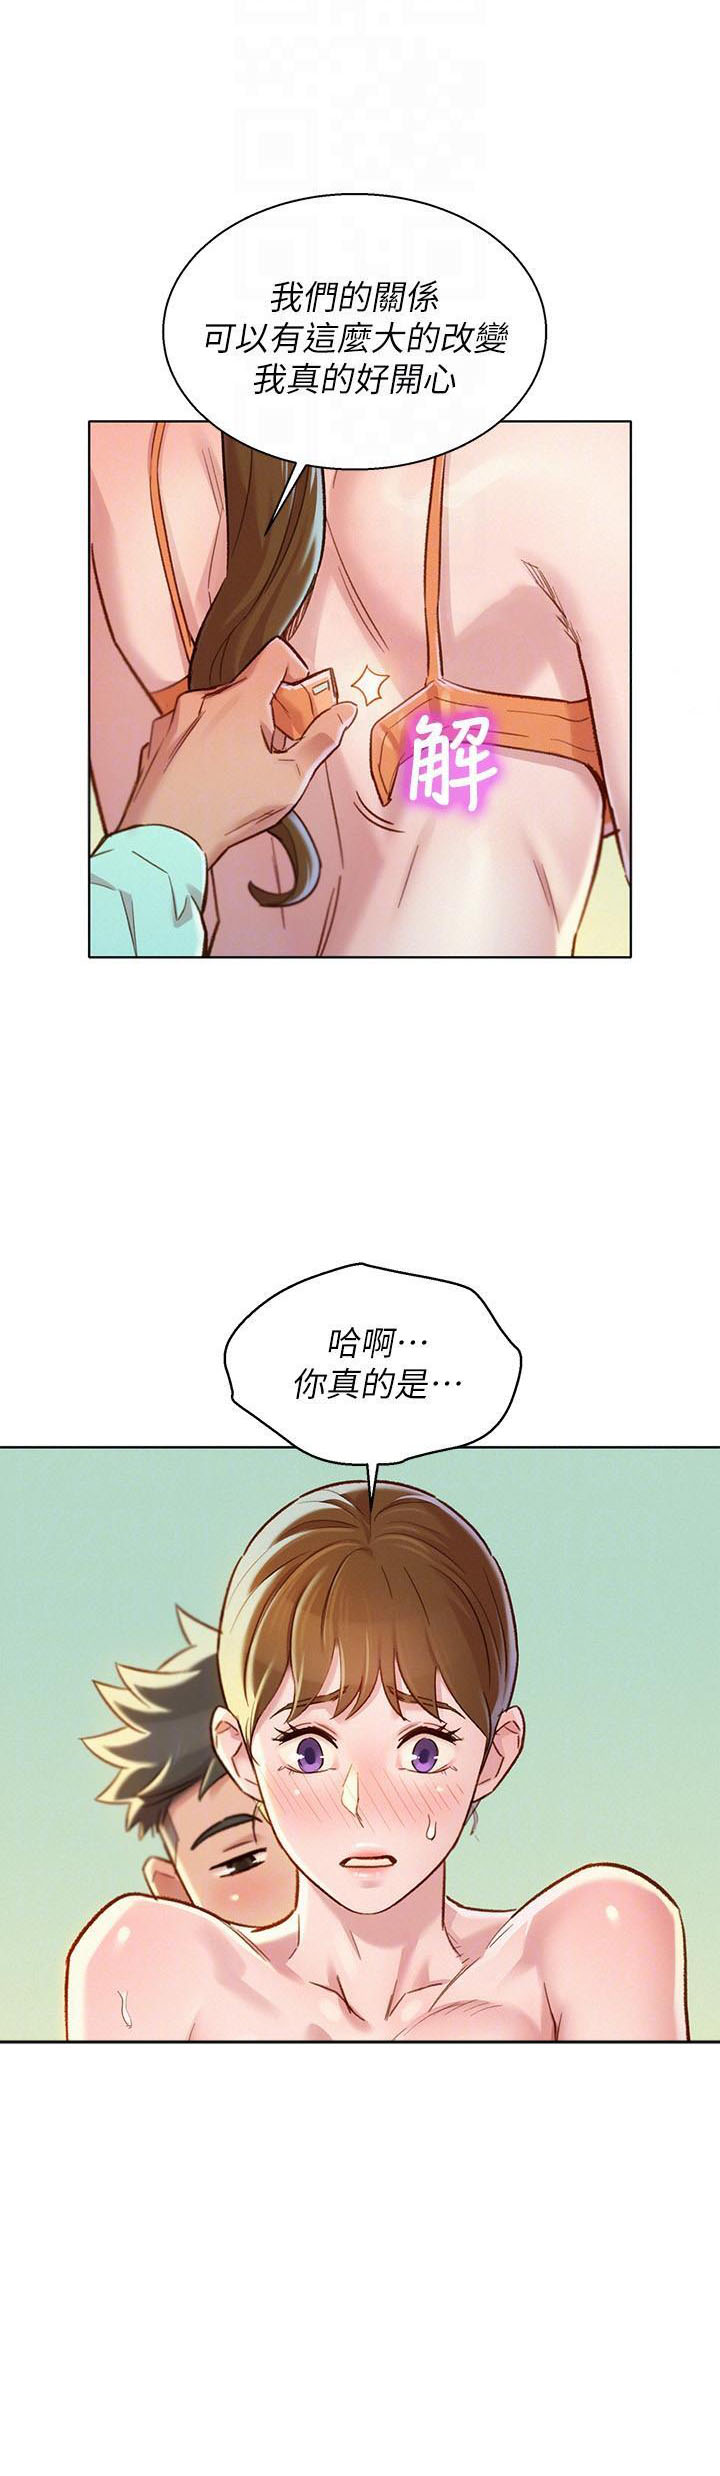 我們的關係
可以有這麼大的改變
我真的好開心
解
哈啊⋯
你真的是⋯